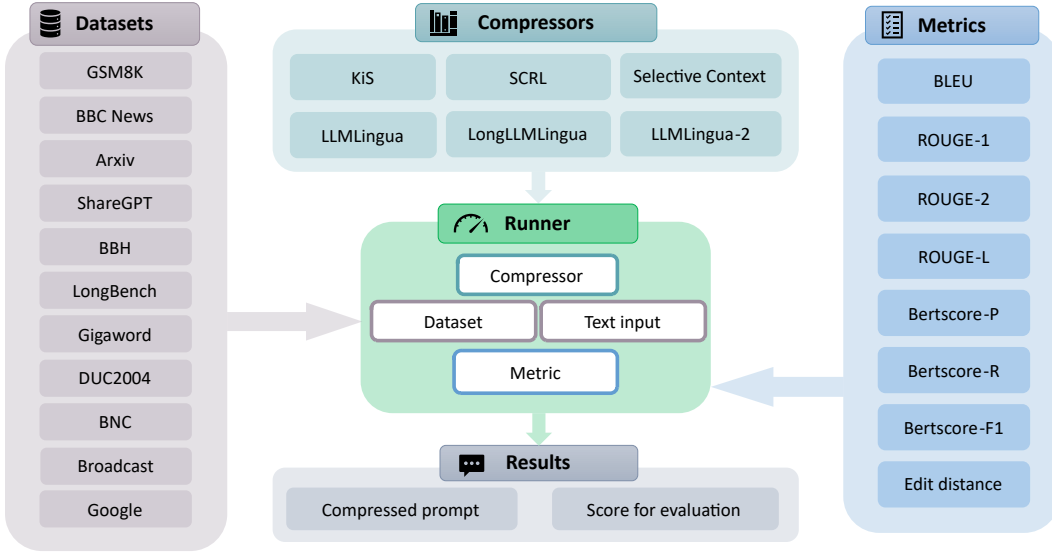 Datasets
GSM8K
BBC News
Arxiv
ShareGPT
BBH
LongBench
Gigaword
DUC2004
BNC
Broadcast
Google
Compressors
KiS
SCRL
Selective Context
LLMLingua
LongLLMLingua
LLMLingua-2
Runner
Compressor
Dataset
Text input
Metric
Results
Compressed prompt
Score for evaluation
Metrics
BLEU
ROUGE-1
ROUGE-2
ROUGE-L
Bertscore-P
Bertscore-R
Bertscore-F1
Edit distance